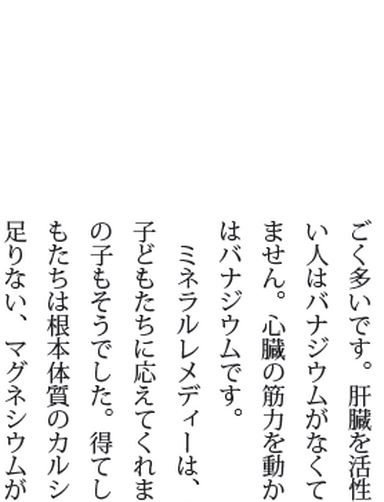 ごく多いです。肝臓を活性
い人はバナジウムがなくて
ません。心臓の筋力を動か
はバナジウムです。
ミネラルレメディーは、
子どもたちに応えてくれま
の子もそうでした。得てし
もたちは根本体質のカルシ
足りない、マグネシウムが